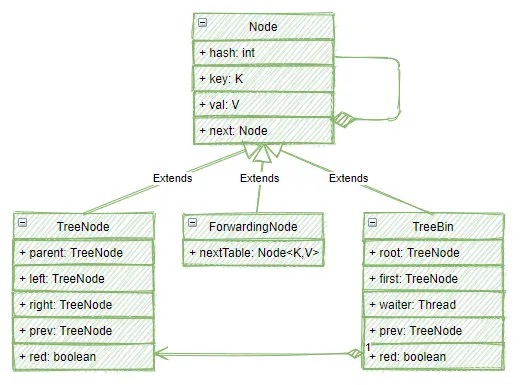 Node
+ hash: int
+ key: K
+ val: V
+ next: Node
Extends
Extends
Extends
TreeNode
+ parent: TreeNode
+ left: TreeNode
+ right: TreeNode
+ prev: TreeNode
+ red: boolean
ForwardingNode
+ nextTable: Node<K,V>
TreeBin
+ root: TreeNode
+ first: TreeNode
+ waiter: Thread
+ prev: TreeNode
+ red: boolean
1